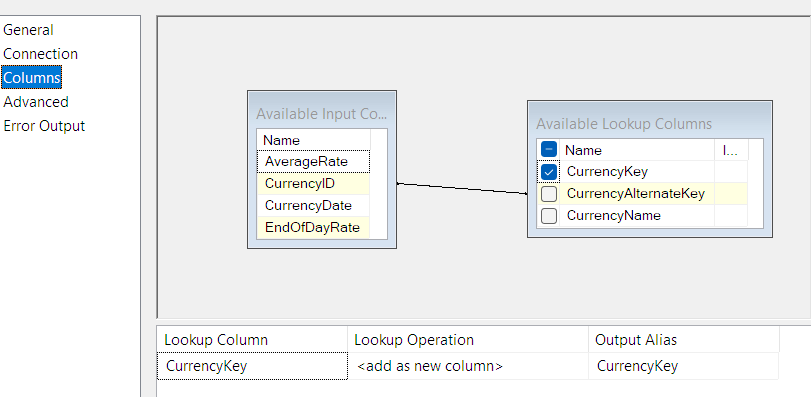 General
Connection
Columns
Advanced
Error Output
Available Input Co...
Name
AverageRate
CurrencyID
CurrencyDate
EndOfDayRate
Available Lookup Columns
Name I...
CurrencyKey
CurrencyAlternateKey
CurrencyName
Lookup Column Lookup Operation Output Alias
CurrencyKey <add as new column> CurrencyKey